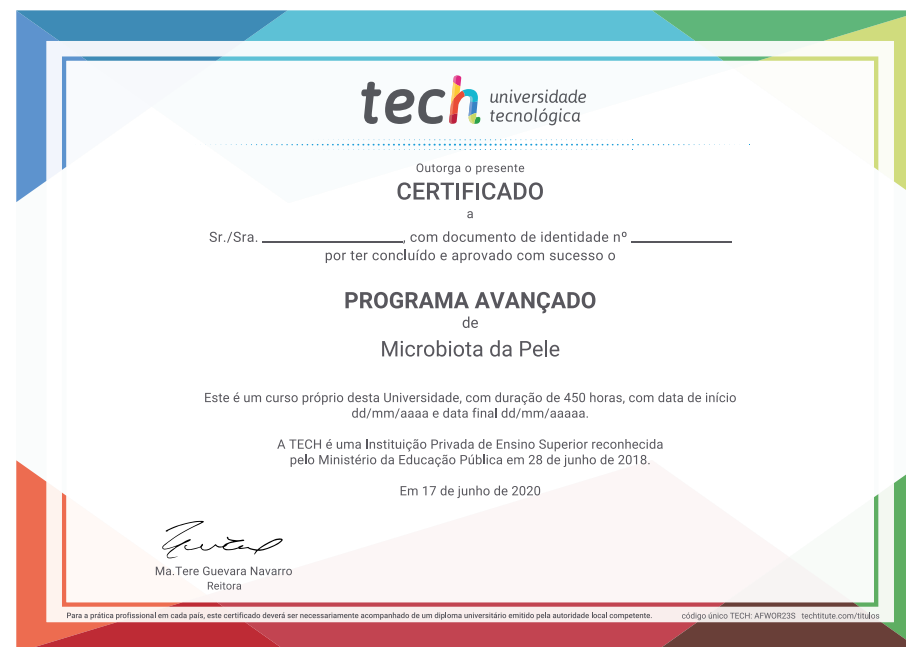 tech universidade
tecnológica
Outorga o presente
CERTIFICADO
a
Sr./Sra. ____________________, com documento de identidade nº ______________
por ter concluído e aprovado com sucesso o
PROGRAMA AVANÇADO
de
Microbiota da Pele
Este é um curso próprio desta Universidade, com duração de 450 horas, com data de início
dd/mm/aaaa e data final dd/mm/aaaaa.
A TECH é uma Instituição Privada de Ensino Superior reconhecida
pelo Ministério da Educação Pública em 28 de junho de 2018.
Em 17 de junho de 2020
Ma.Tere Guevara Navarro
Reitora
Para a prática profissional em cada país, este certificado deverá ser necessariamente acompanhado de um diploma universitário emitido pela autoridade local competente. código único TECH: AFWOR23S techtitute.com/titulos